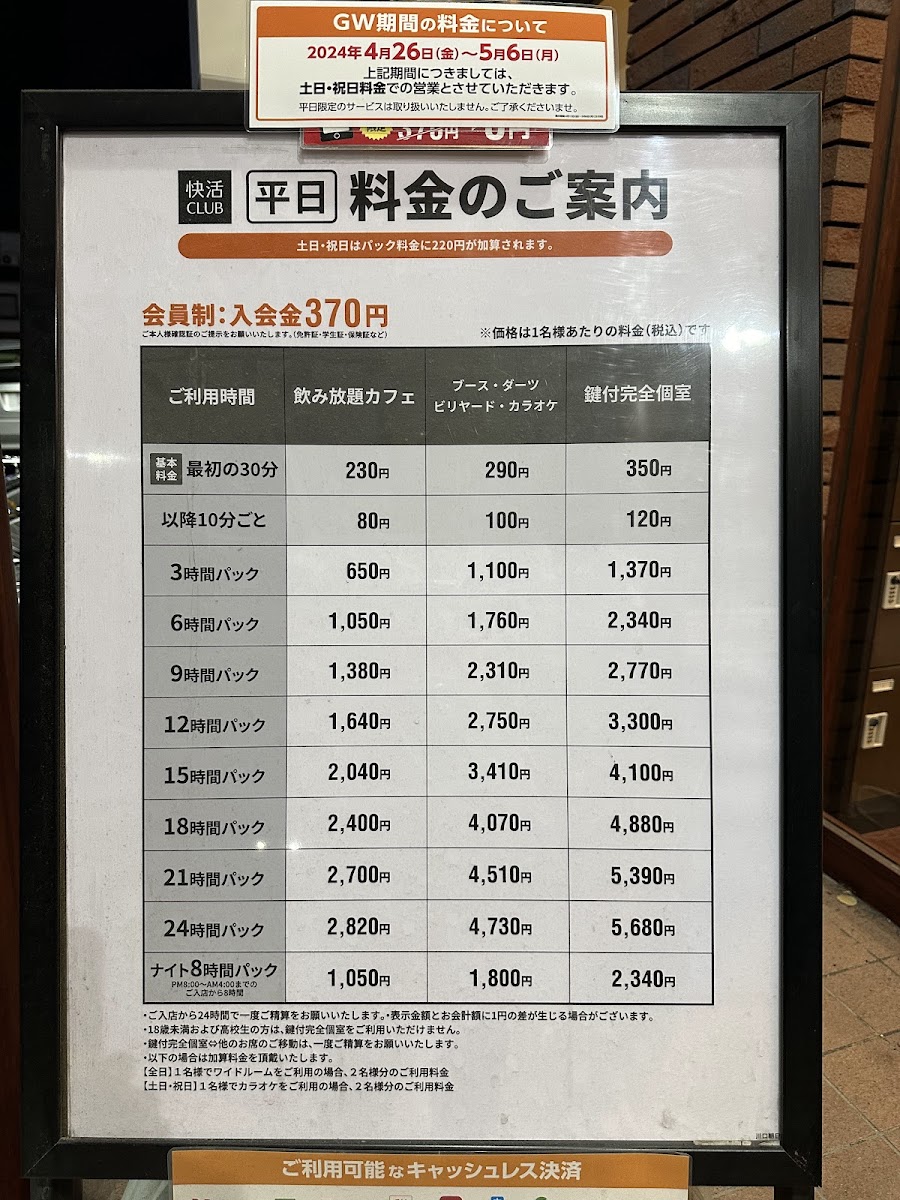 GW期間の料金について
2024年4月26日(金)~5月6日(月)
上記期間につきましては、
土日・祝日料金での営業とさせていただきます。
平日限定のサービスは取り扱いいたしません。ご了承くださいませ。
370円
0円
快活
CLUB
平日 料金のご案内
土日・祝日はパック料金に220円が加算されます。
会員制:入会金370円
ご本人様確認証のご提示をお願いいたします。(免許証・学生証・保険証など)
※価格は1名様あたりの料金(税込)です
ご利用時間 飲み放題カフェ ブース・ダーツ ビリヤード・カラオケ 鍵付完全個室
基本料金 最初の30分 230円 290円 350円
以降10分ごと 80円 100円 120円
3時間パック 650円 1,100円 1,370円
6時間パック 1,050円 1,760円 2,340円
9時間パック 1,380円 2,310円 2,770円
12時間パック 1,640円 2,750円 3,300円
15時間パック 2,040円 3,410円 4,100円
18時間パック 2,400円 4,070円 4,880円
21時間パック 2,700円 4,510円 5,390円
24時間パック 2,820円 4,730円 5,680円
ナイト8時間パック 1,050円 1,800円 2,340円
PM8:00~AM4:00までの
ご入店から8時間
・ご入店から24時間で一度ご精算をお願いいたします。・表示金額とお会計額に1円の差が生じる場合がございます。
・18歳未満および高校生の方は、鍵付完全個室をご利用いただけません。
・鍵付完全個室⇔他のお席のご移動は、一度ご精算をお願いいたします。
・以下の場合は加算料金を頂戴いたします。
【全日】1名様でワイドルームをご利用の場合、2名様分のご利用料金
【土日・祝日】1名様でカラオケをご利用の場合、2名様分のご利用料金
ご利用可能なキャッシュレス決済